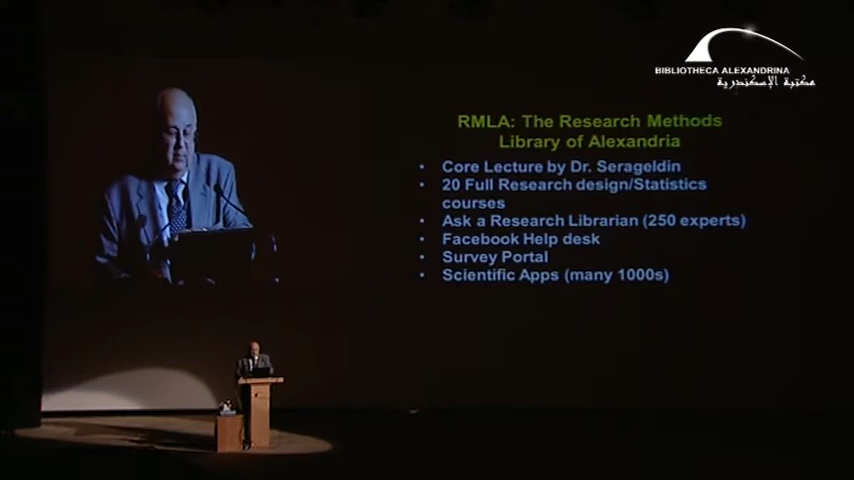 BIBLIOTHECA ALEXANDRINA
مكتبة الإسكندرية
RMLA: The Research Methods
Library of Alexandria
• Core Lecture by Dr. Serageldin
• 20 Full Research design/Statistics
courses
• Ask a Research Librarian (250 experts)
• Facebook Help desk
• Survey Portal
• Scientific Apps (many 1000s)